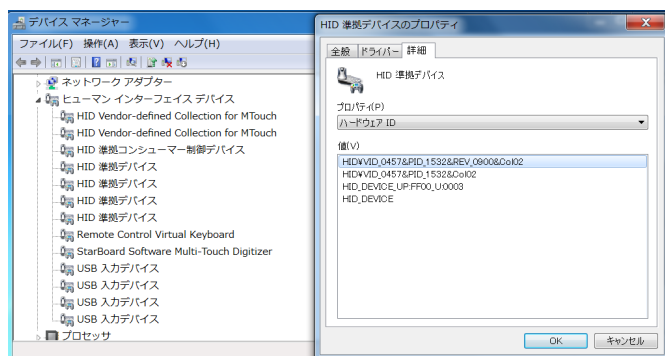 デバイス マネージャー
ファイル(F) 操作(A) 表示(V) ヘルプ(H)
ネットワーク アダプター
ヒューマン インターフェイス デバイス
HID Vendor-defined Collection for MTouch
HID Vendor-defined Collection for MTouch
HID 準拠コンシューマー制御デバイス
HID 準拠デバイス
HID 準拠デバイス
HID 準拠デバイス
HID 準拠デバイス
Remote Control Virtual Keyboard
StarBoard Software Multi-Touch Digitizer
USB 入力デバイス
USB 入力デバイス
USB 入力デバイス
USB 入力デバイス
プロセッサ
HID 準拠デバイスのプロパティ
全般 ドライバー 詳細
HID 準拠デバイス
プロパティ(P)
ハードウェア ID
値(V)
HID¥VID_0457&PID_1532&REV_0900&Col02
HID¥VID_0457&PID_1532&Col02
HID_DEVICE_UP:FF00_U:0003
HID_DEVICE
OK キャンセル